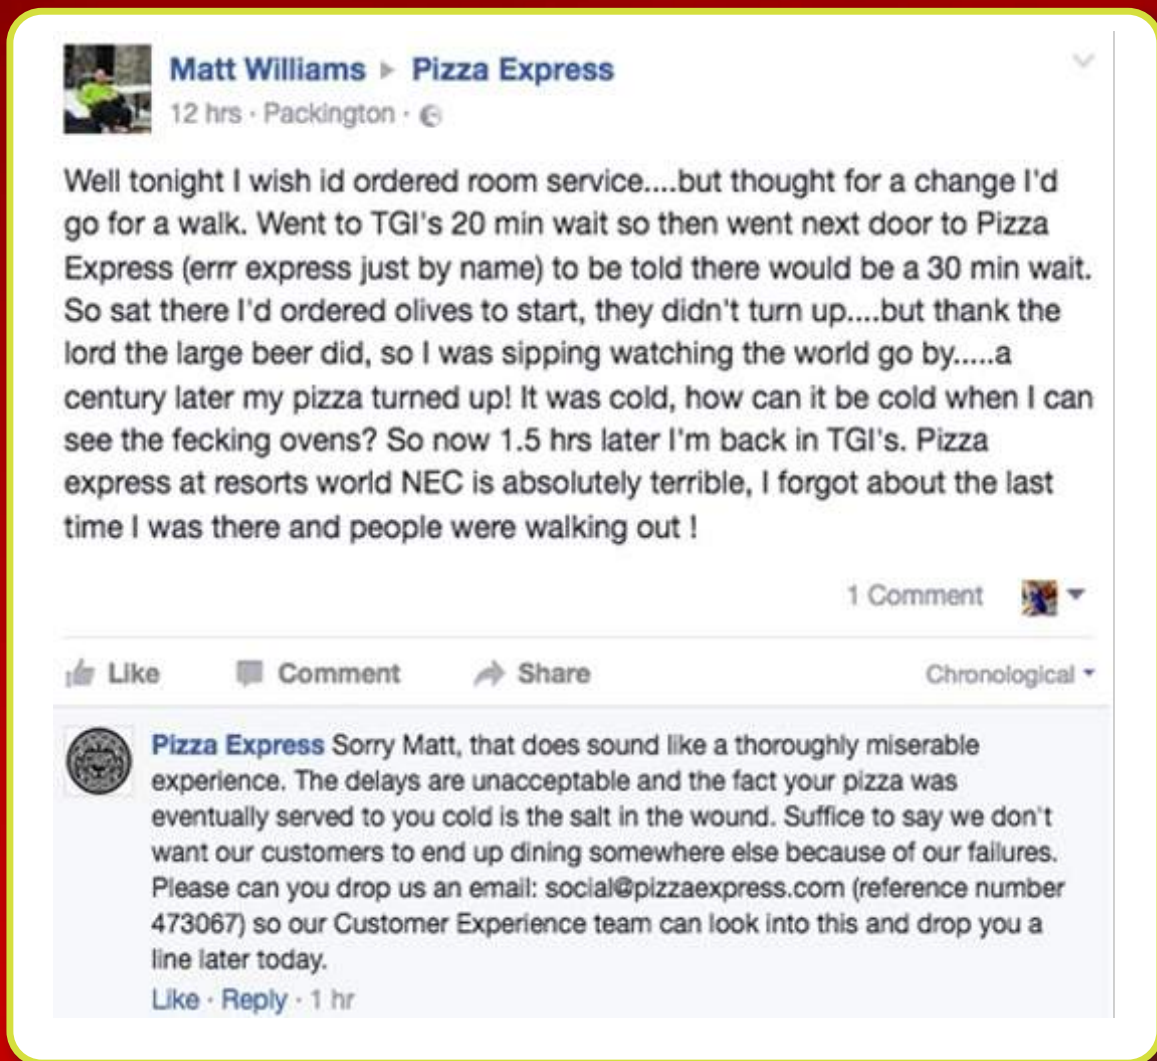 Matt Williams ▸ Pizza Express
12 hrs · Packington ·
Well tonight I wish id ordered room service....but thought for a change I'd
go for a walk. Went to TGI's 20 min wait so then went next door to Pizza
Express (errr express just by name) to be told there would be a 30 min wait.
So sat there I'd ordered olives to start, they didn't turn up....but thank the
lord the large beer did, so I was sipping watching the world go by.....a
century later my pizza turned up! It was cold, how can it be cold when I can
see the fecking ovens? So now 1.5 hrs later I'm back in TGI's. Pizza
express at resorts world NEC is absolutely terrible, I forgot about the last
time I was there and people were walking out !
1 Comment
Like Comment Share Chronological
Pizza Express Sorry Matt, that does sound like a thoroughly miserable
experience. The delays are unacceptable and the fact your pizza was
eventually served to you cold is the salt in the wound. Suffice to say we don't
want our customers to end up dining somewhere else because of our failures.
Please can you drop us an email: social@pizzaexpress.com (reference number
473067) so our Customer Experience team can look into this and drop you a
line later today.
Like · Reply · 1 hr